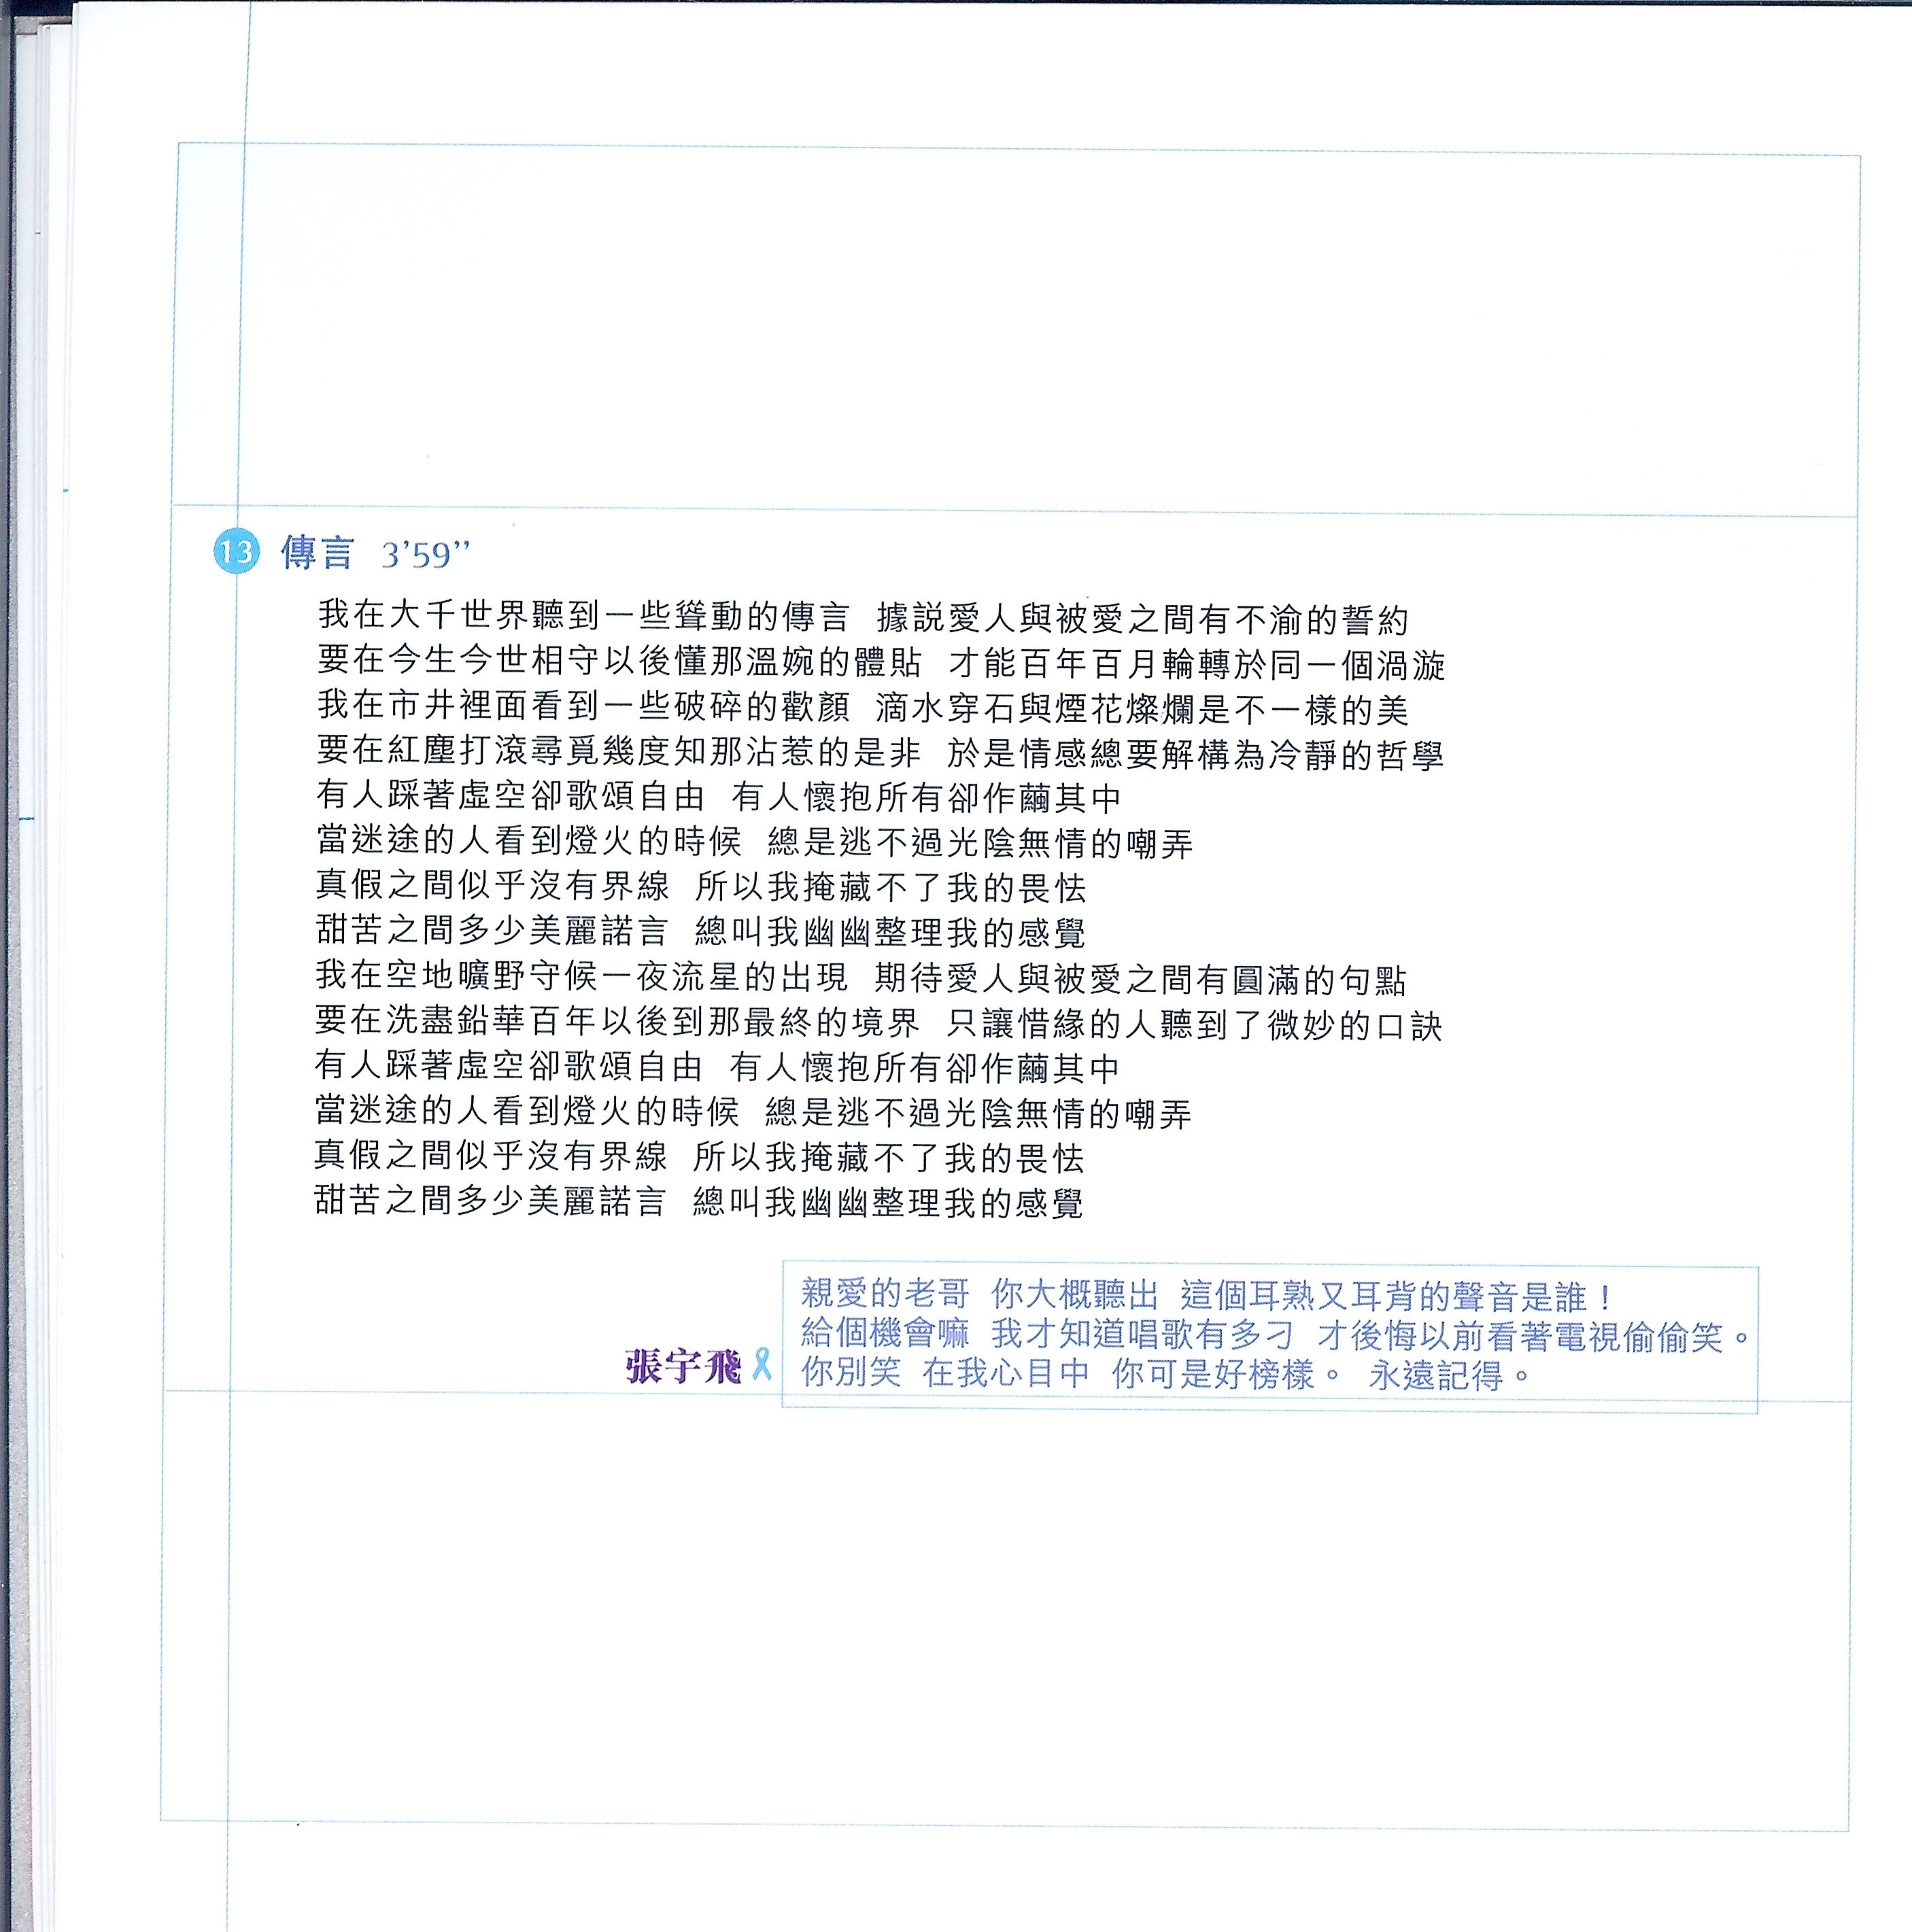 13 傳言 3’59”
我在大千世界聽到一些聳動的傳言 據説愛人與被愛之間有不渝的誓約
要在今生今世相守以後懂那溫婉的體貼 才能百年百月輪轉於同一個渦漩
我在市井裡面看到一些破碎的歡顏 滴水穿石與煙花燦爛是不一樣的美
要在紅塵打滾尋覓幾度知那沾惹的是非 於是情感總要解構為冷靜的哲學
有人踩著虛空卻歌頌自由 有人懷抱所有卻作繭其中
當迷途的人看到燈火的時候 總是逃不過光陰無情的嘲弄
真假之間似乎沒有界線 所以我掩藏不了我的畏怯
甜苦之間多少美麗諾言 總叫我幽幽整理我的感覺
我在空地曠野守候一夜流星的出現 期待愛人與被愛之間有圓滿的句點
要在洗盡鉛華百年以後到那最終的境界 只讓惜緣的人聽到了微妙的口訣
有人踩著虛空卻歌頌自由 有人懷抱所有卻作繭其中
當迷途的人看到燈火的時候 總是逃不過光陰無情的嘲弄
真假之間似乎沒有界線 所以我掩藏不了我的畏怯
甜苦之間多少美麗諾言 總叫我幽幽整理我的感覺
張宇飛
親愛的老哥 你大概聽出 這個耳熟又耳背的聲音是誰！
給個機會嘛 我才知道唱歌有多刁 才後悔以前看著電視偷偷笑。
你別笑 在我心目中 你可是好榜樣。 永遠記得。